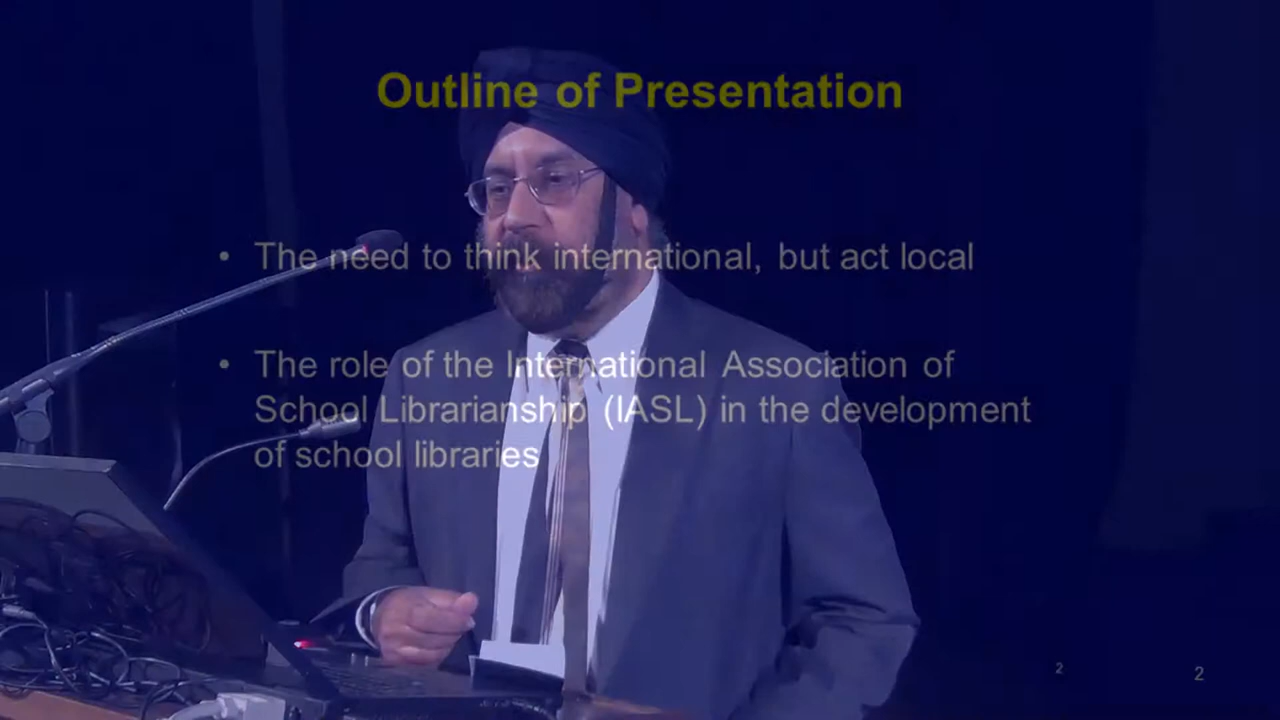 Outline of Presentation
• The need to think international, but act local
• The role of the International Association of
School Librarianship (IASL) in the development
of school libraries
2
2